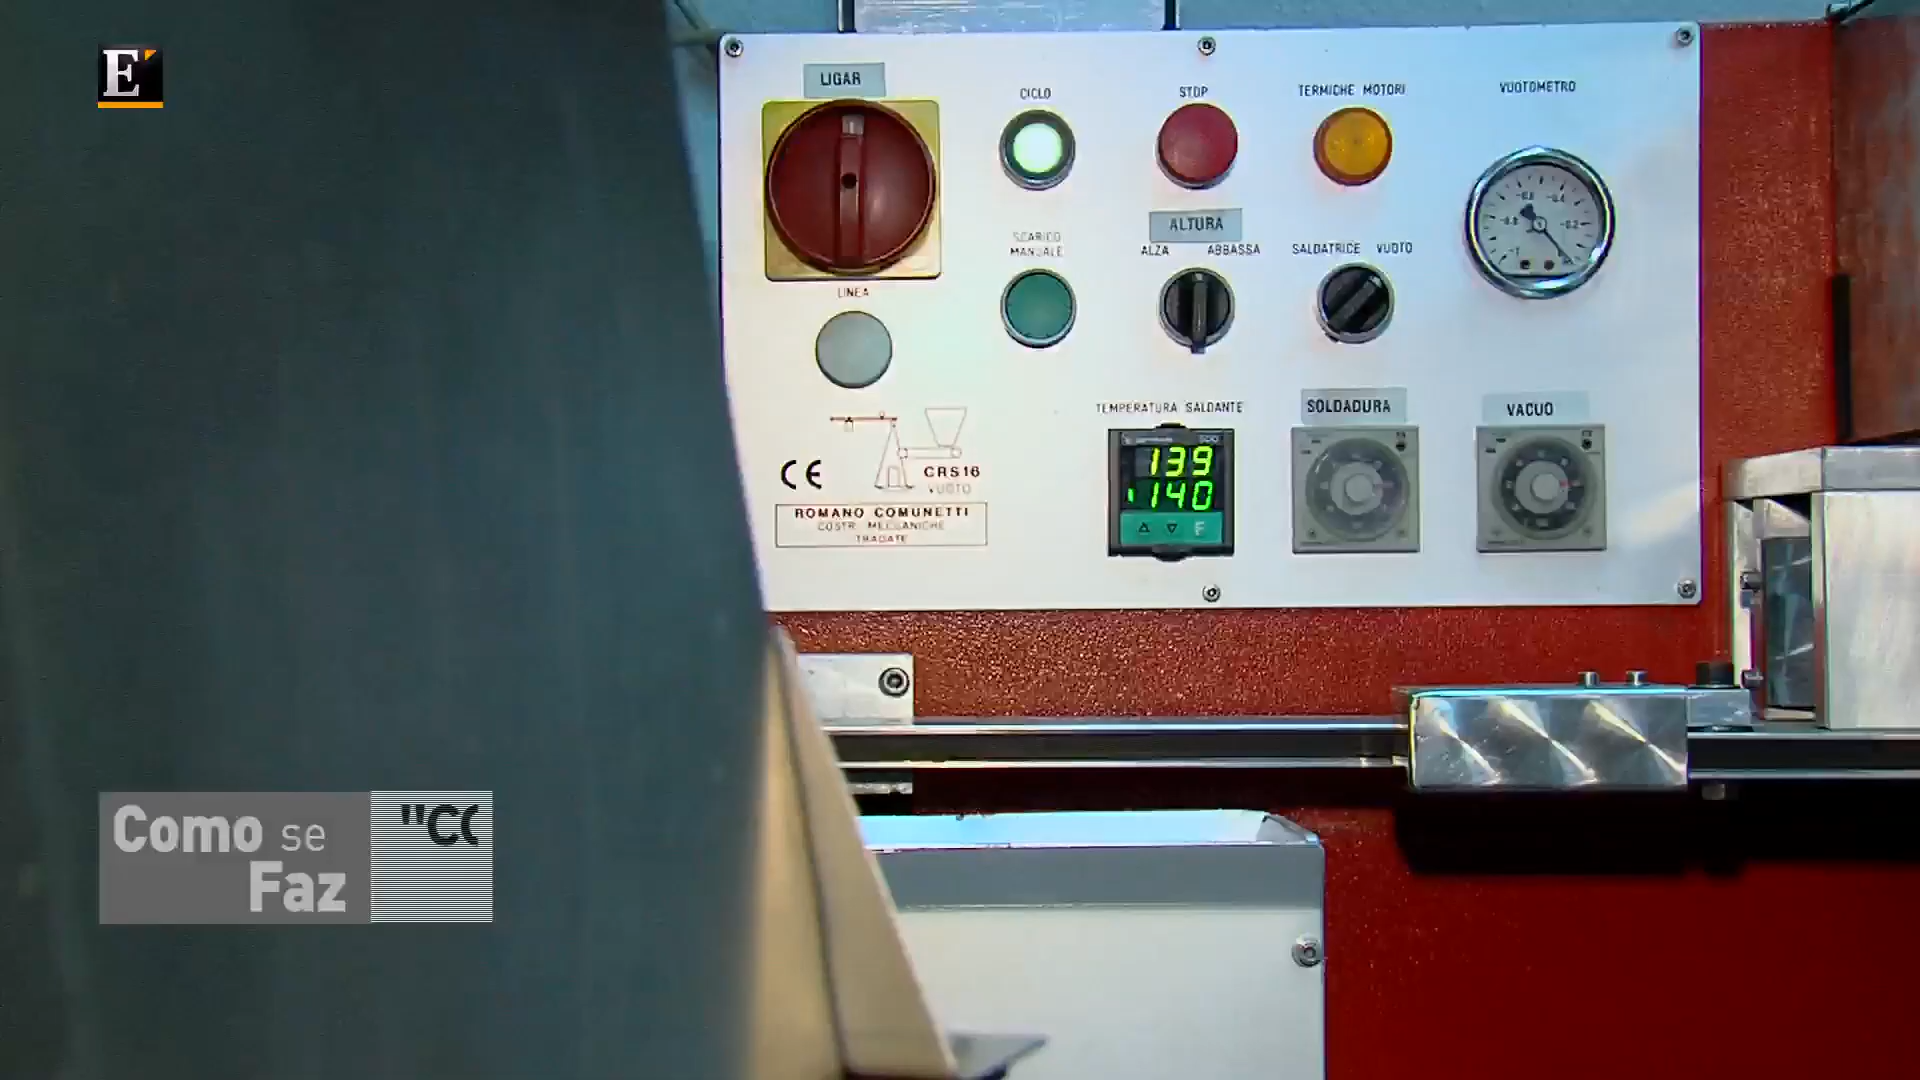 E
LIGAR
CICLO
STOP
TERMICHE MOTORI
VUOTOMETRO
SCARICO
MANUALE
ALTURA
ALZA ABBASSA
SALDATRICE VUOTO
LINEA
TEMPERATURA SALDANTE
SOLDADURA
VACUO
139
140
F
CE
CRS16
VUOTO
ROMANO COMUNETTI
COSTR. MECCANICHE
TRADATE
Como se
Faz
"CO